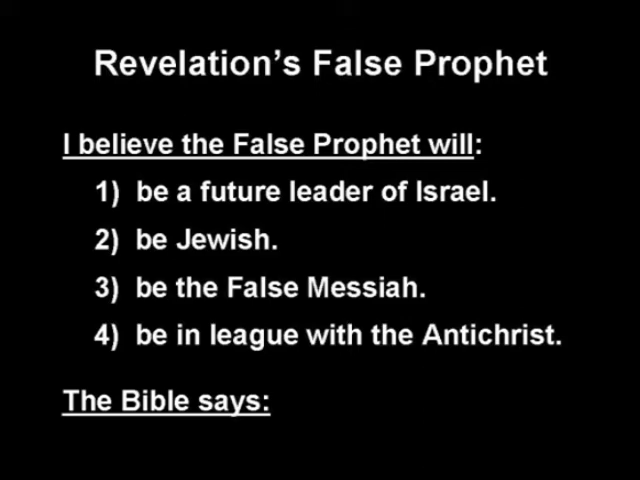 Revelation's False Prophet
I believe the False Prophet will:
1) be a future leader of Israel.
2) be Jewish.
3) be the False Messiah.
4) be in league with the Antichrist.
The Bible says: